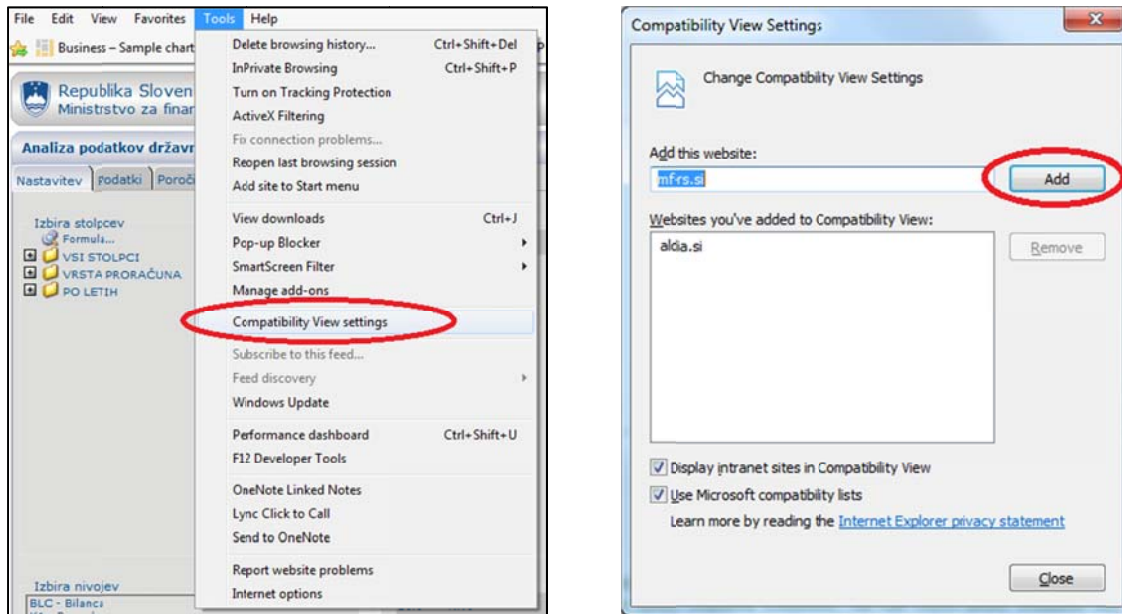 File Edit View Favorites Tools Help
Business – Sample chart
Republika Sloven
Ministrstvo za finar
Analiza podatkov državr
Nastavitev Podatki Poroči
Izbira stolpcev
Formula...
VSI STOLPCI
VRSTA PRORAČUNA
PO LETIH
Izbira nivojev
BLC - Bilanca
Delete browsing history... Ctrl+Shift+Del
InPrivate Browsing Ctrl+Shift+P
Turn on Tracking Protection
ActiveX Filtering
Fix connection problems...
Reopen last browsing session
Add site to Start menu
View downloads Ctrl+J
Pop-up Blocker
SmartScreen Filter
Manage add-ons
Compatibility View settings
Subscribe to this feed...
Feed discovery
Windows Update
Performance dashboard Ctrl+Shift+U
F12 Developer Tools
OneNote Linked Notes
Lync Click to Call
Send to OneNote
Report website problems
Internet options
Compatibility View Settings
Change Compatibility View Settings
Add this website:
mf-rs.si
Add
Websites you've added to Compatibility View:
aldia.si
Remove
Display intranet sites in Compatibility View
Use Microsoft compatibility lists
Learn more by reading the Internet Explorer privacy statement
Close